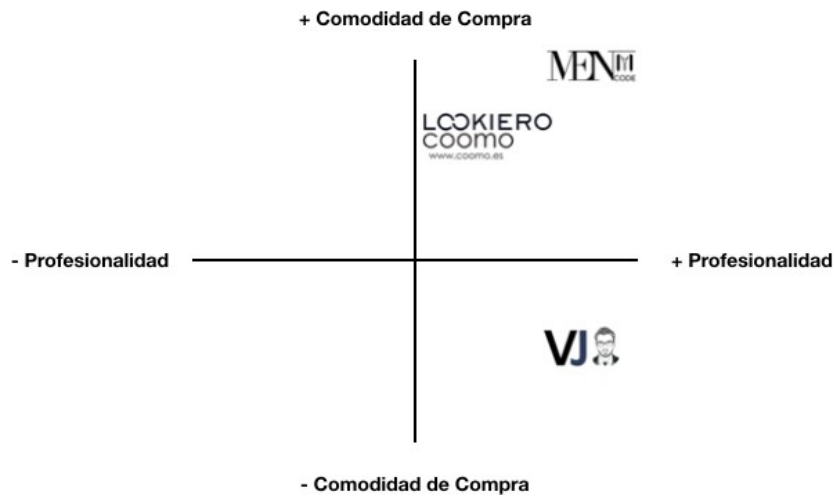 + Comodidad de Compra
MEN M
CODE
LOOKIERO
coomo
www.coomo.es
- Profesionalidad
+ Profesionalidad
VJ
- Comodidad de Compra